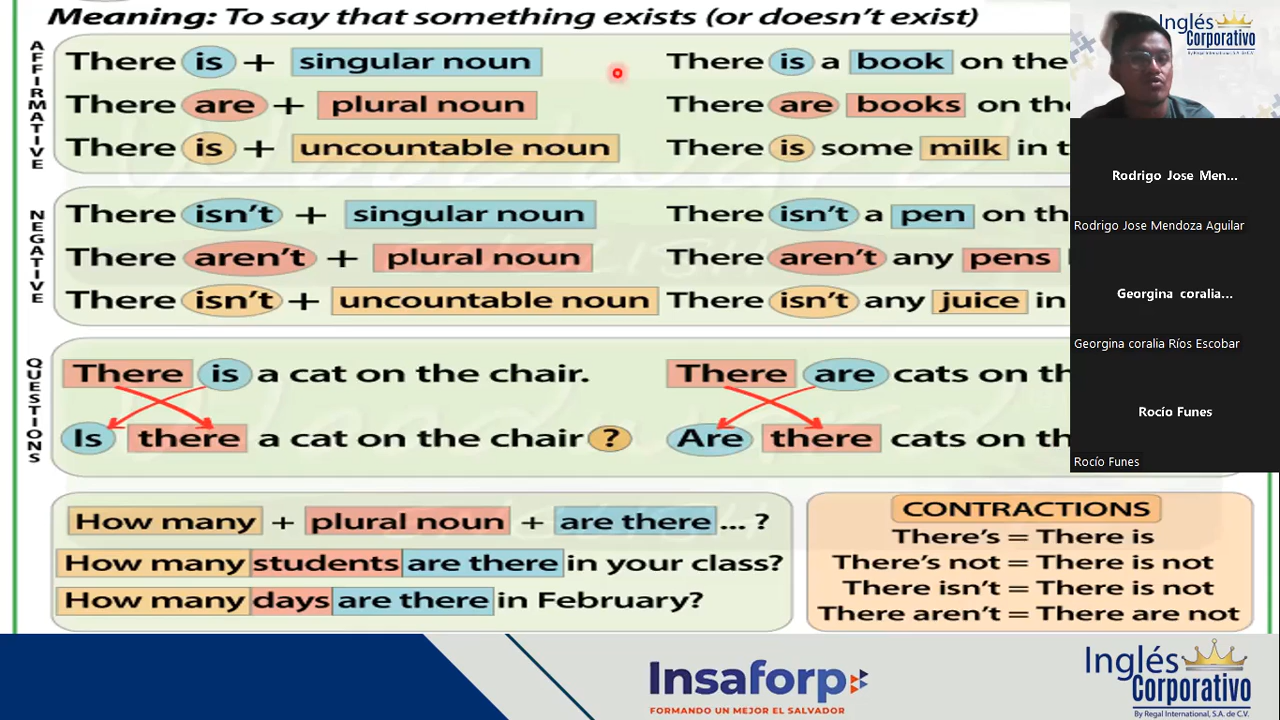 Meaning: To say that something exists (or doesn't exist)
AFFIRMATIVE
There is + singular noun
There is a book on the
There are + plural noun
There are books on the
There is + uncountable noun
There is some milk in t
NEGATIVE
There isn't + singular noun
There isn't a pen on th
There aren't + plural noun
There aren't any pens
There isn't + uncountable noun
There isn't any juice in
QUESTIONS
There is a cat on the chair.
There are cats on th
Is there a cat on the chair ?
Are there cats on th
How many + plural noun + are there ... ?
How many students are there in your class?
How many days are there in February?
CONTRACTIONS
There's = There is
There's not = There is not
There isn't = There is not
There aren't = There are not
Inglés
Corporativo
By Regal International, S.A. de C.V.
Rodrigo Jose Men...
Rodrigo Jose Mendoza Aguilar
Georgina coralia...
Georgina coralia Ríos Escobar
Rocío Funes
Rocío Funes
Insaforp
FORMANDO UN MEJOR EL SALVADOR
Inglés
Corporativo
By Regal International, S.A. de C.V.